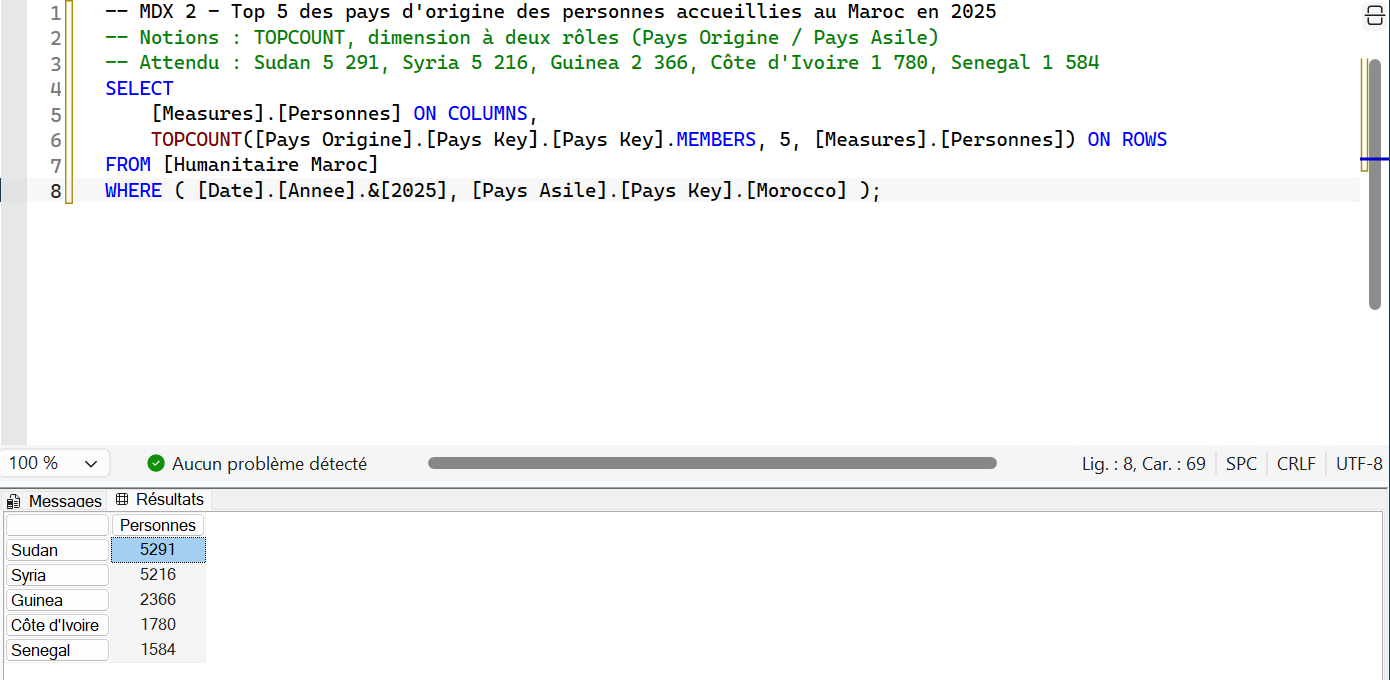 1 -- MDX 2 - Top 5 des pays d'origine des personnes accueillies au Maroc en 2025
2 -- Notions : TOPCOUNT, dimension à deux rôles (Pays Origine / Pays Asile)
3 -- Attendu : Sudan 5 291, Syria 5 216, Guinea 2 366, Côte d'Ivoire 1 780, Senegal 1 584
4 SELECT
5 [Measures].[Personnes] ON COLUMNS,
6 TOPCOUNT([Pays Origine].[Pays Key].[Pays Key].MEMBERS, 5, [Measures].[Personnes]) ON ROWS
7 FROM [Humanitaire Maroc]
8 WHERE ( [Date].[Annee].&[2025], [Pays Asile].[Pays Key].[Morocco] );
100 % Aucun problème détecté Lig. : 8, Car. : 69 SPC CRLF UTF-8
Messages Résultats
Personnes
Sudan 5291
Syria 5216
Guinea 2366
Côte d'Ivoire 1780
Senegal 1584